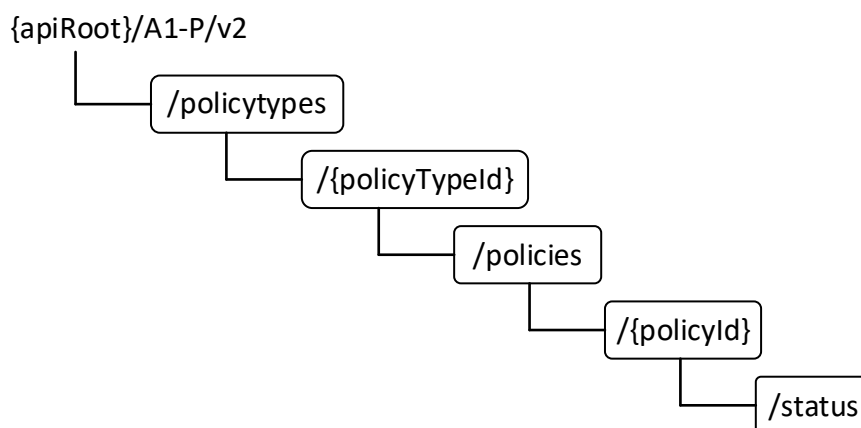 {apiRoot}/A1-P/v2
/policytypes
/{policyTypeId}
/policies
/{policyId}
/status